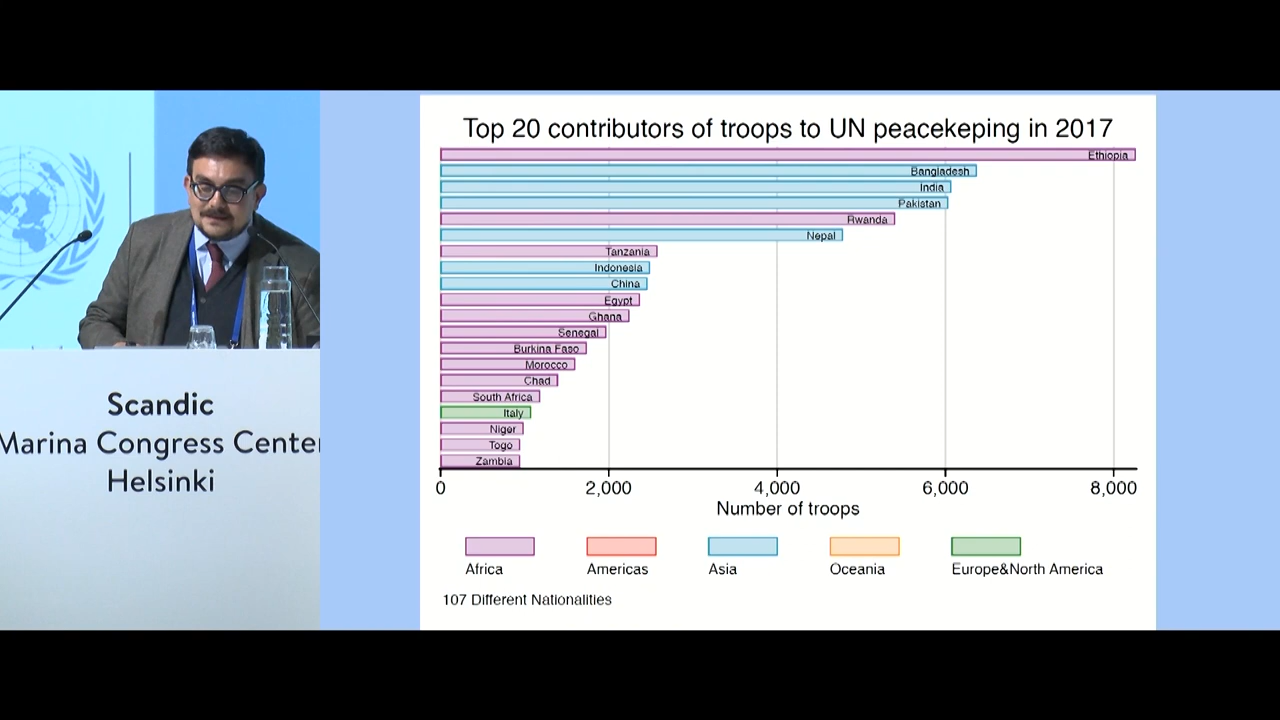 Scandic
Marina Congress Center
Helsinki
Top 20 contributors of troops to UN peacekeping in 2017
Ethiopia
Bangladesh
India
Pakistan
Rwanda
Nepal
Tanzania
Indonesia
China
Egypt
Ghana
Senegal
Burkina Faso
Morocco
Chad
South Africa
Italy
Niger
Togo
Zambia
0 2,000 4,000 6,000 8,000
Number of troops
Africa Americas Asia Oceania Europe&North America
107 Different Nationalities